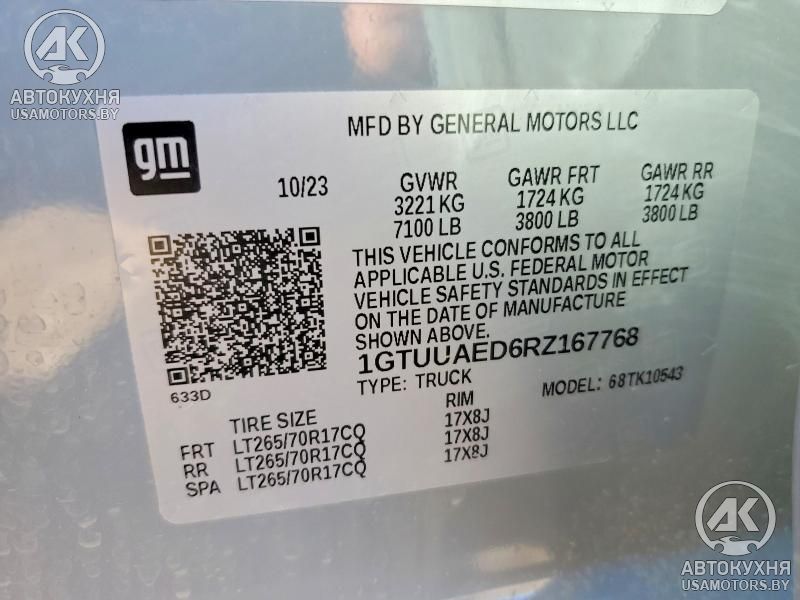 AK
АВТОКУХНЯ
USAMOTORS.BY
gm
MFD BY GENERAL MOTORS LLC
10/23
GVWR GAWR FRT GAWR RR
3221 KG 1724 KG 1724 KG
7100 LB 3800 LB 3800 LB
THIS VEHICLE CONFORMS TO ALL
APPLICABLE U.S. FEDERAL MOTOR
VEHICLE SAFETY STANDARDS IN EFFECT
ON THE DATE OF MANUFACTURE
SHOWN ABOVE.
1GTUUAED6RZ167768
TYPE: TRUCK MODEL: 68TK10543
633D
TIRE SIZE RIM
FRT LT265/70R17CQ 17X8J
RR LT265/70R17CQ 17X8J
SPA LT265/70R17CQ 17X8J
AK
АВТОКУХНЯ
USAMOTORS.BY